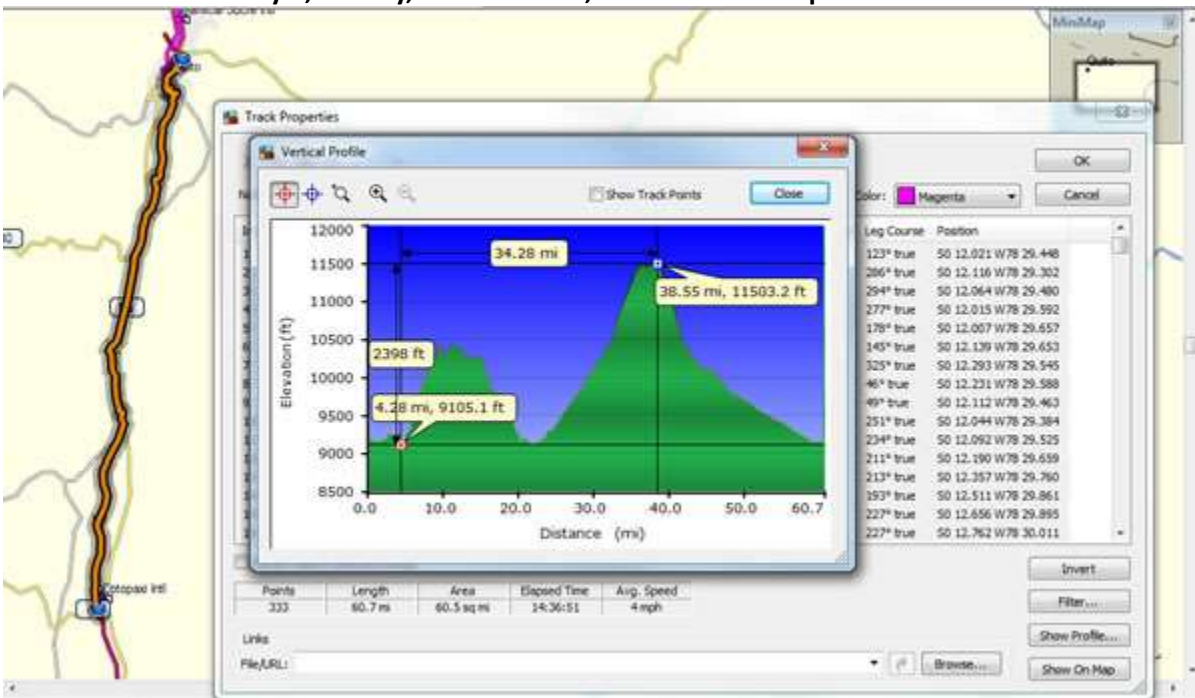 MiniMap
Quito
Track Properties
Vertical Profile
OK
Show Track Points
Close
Color:
Magenta
Cancel
12000
11500
11000
10500
10000
9500
9000
8500
Elevation (ft)
34.28 mi
38.55 mi, 11503.2 ft
2398 ft
4.28 mi, 9105.1 ft
0.0 10.0 20.0 30.0 40.0 50.0 60.7
Distance (mi)
Leg Course Position
123° true S0 12.021 W78 29.448
286° true S0 12.116 W78 29.302
294° true S0 12.064 W78 29.480
277° true S0 12.015 W78 29.592
178° true S0 12.007 W78 29.657
145° true S0 12.139 W78 29.653
325° true S0 12.293 W78 29.545
46° true S0 12.231 W78 29.588
49° true S0 12.112 W78 29.463
251° true S0 12.044 W78 29.384
234° true S0 12.092 W78 29.525
211° true S0 12.190 W78 29.659
213° true S0 12.357 W78 29.760
193° true S0 12.511 W78 29.861
227° true S0 12.656 W78 29.895
227° true S0 12.762 W78 30.011
Invert
Points Length Area Elapsed Time Avg. Speed
333 60.7 mi 60.5 sq mi 14:36:51 4 mph
Filter...
Links
Show Profile...
File/URL:
Browse...
Show On Map
Cotopaxi Intl